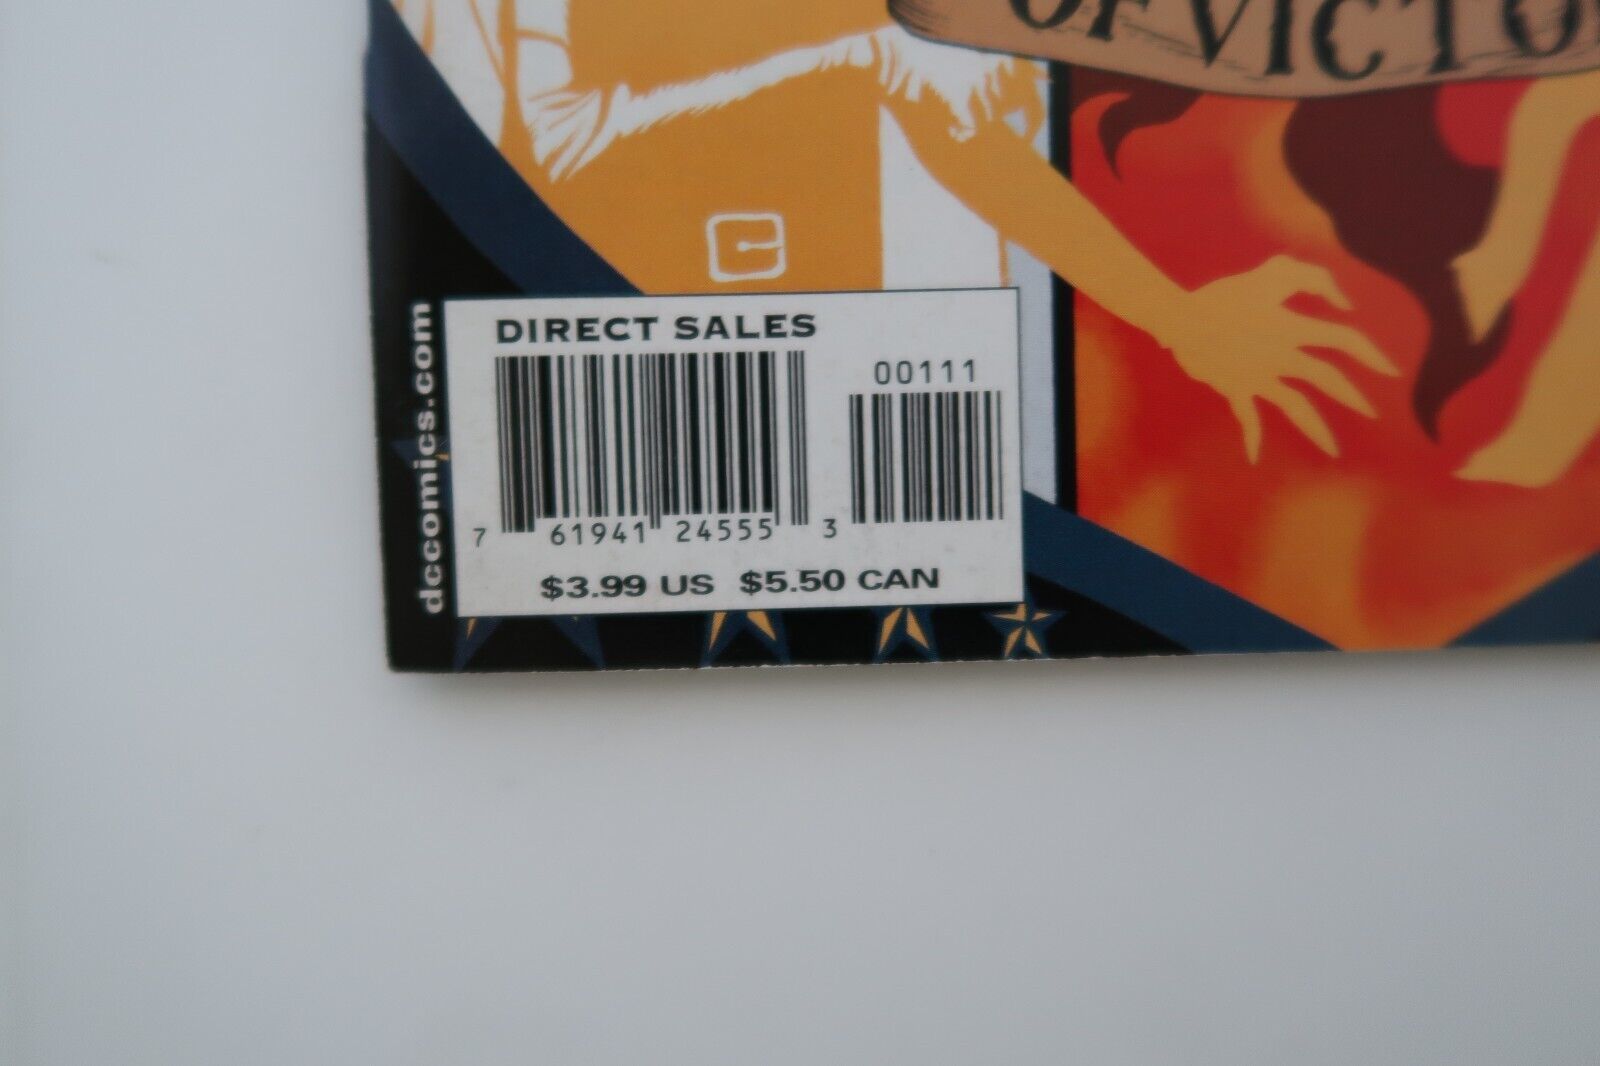 OF VICTO
DIRECT SALES
00111
7 61941 24555 3
$3.99 US $5.50 CAN
dccomics.com